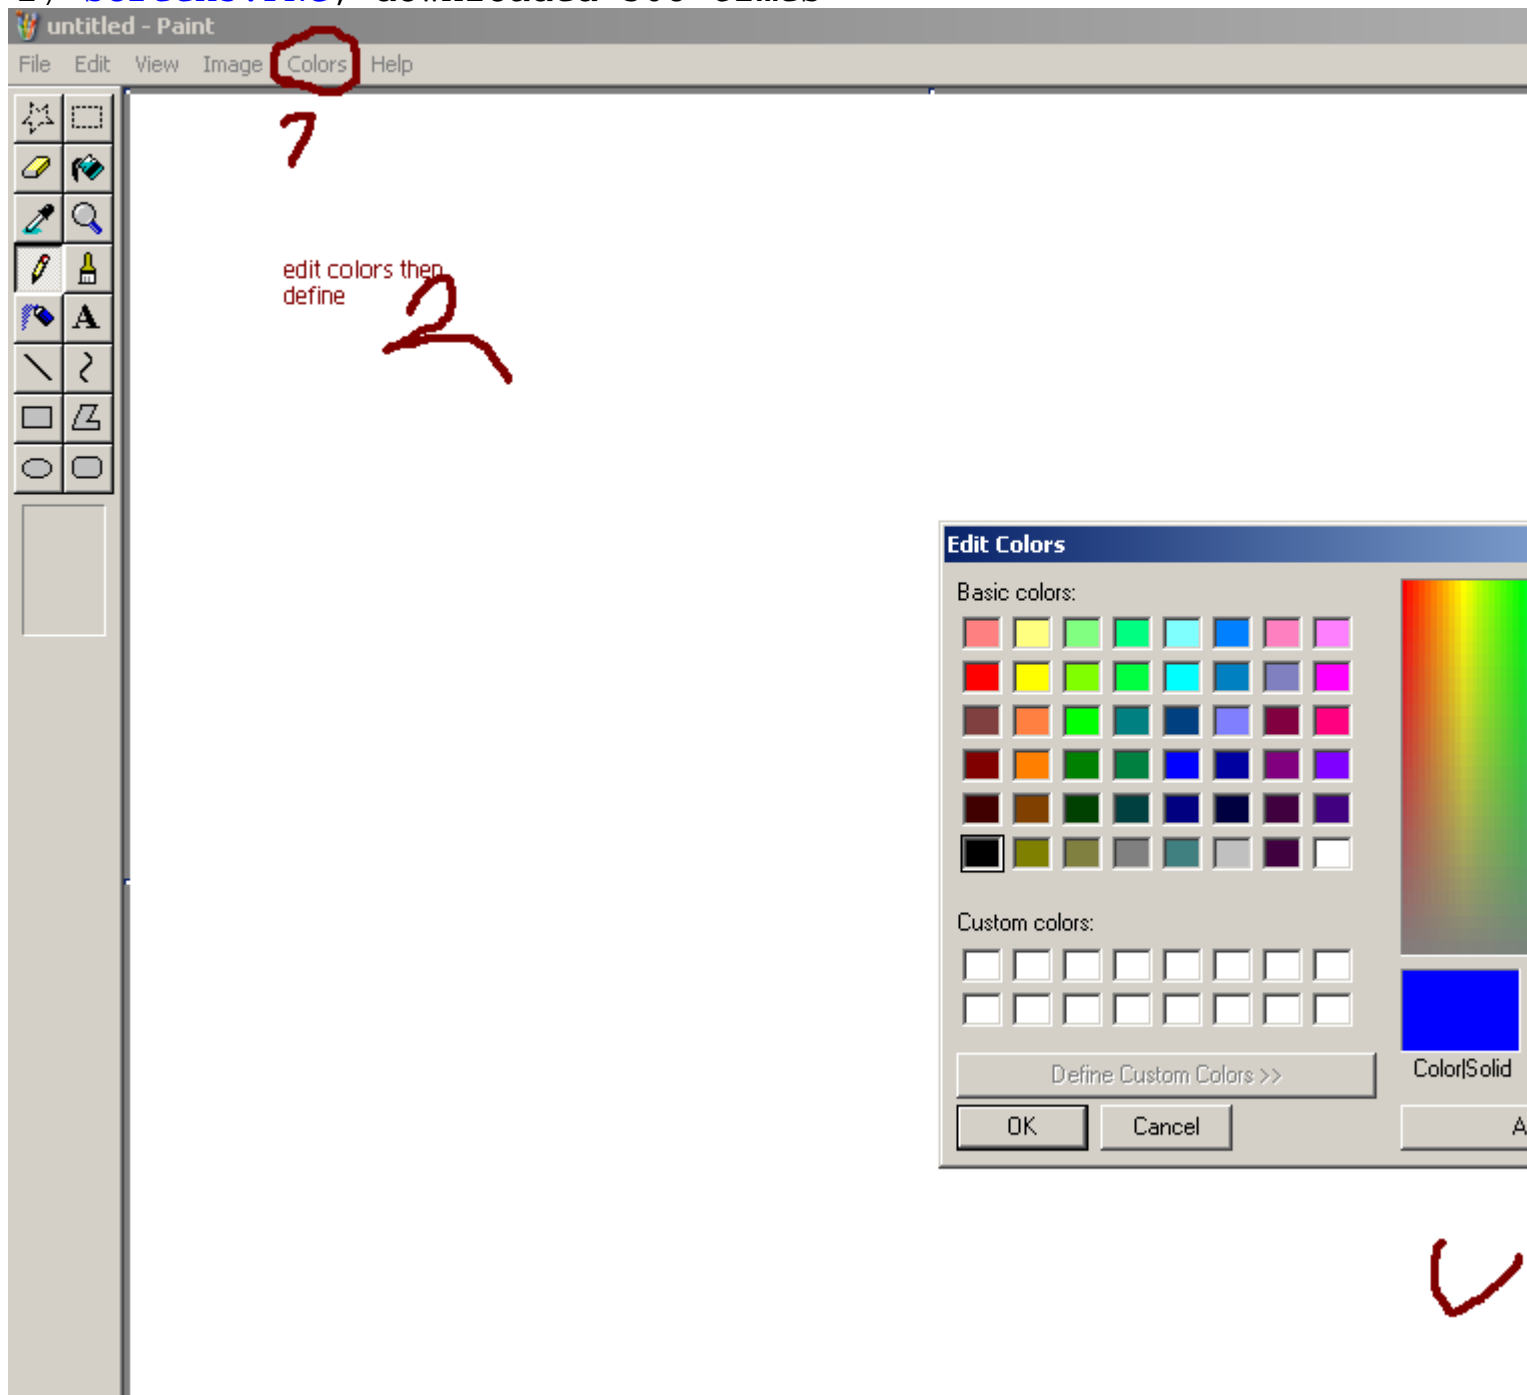 untitled - Paint
File Edit View Image Colors Help
edit colors then
define
2
Edit Colors
Basic colors:
Custom colors:
Define Custom Colors >>
Color|Solid
OK Cancel A